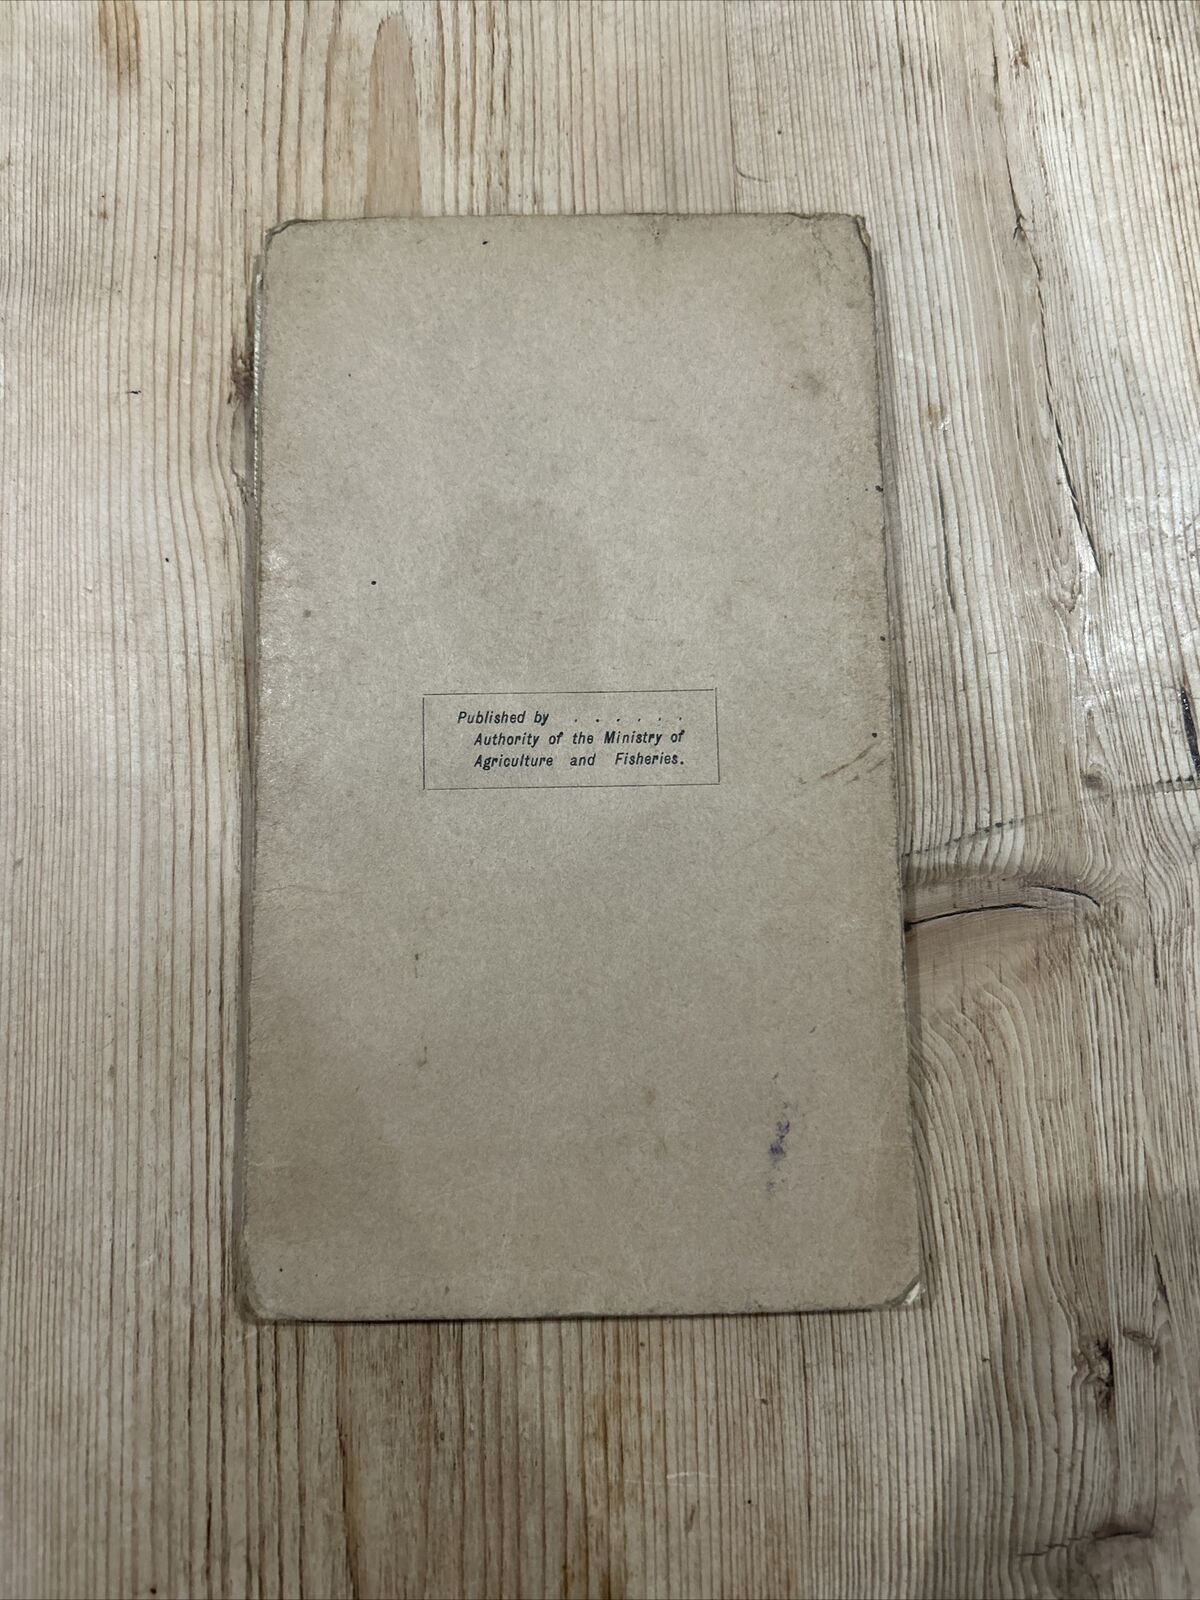 Published by . . . . . .
Authority of the Ministry of
Agriculture and Fisheries.